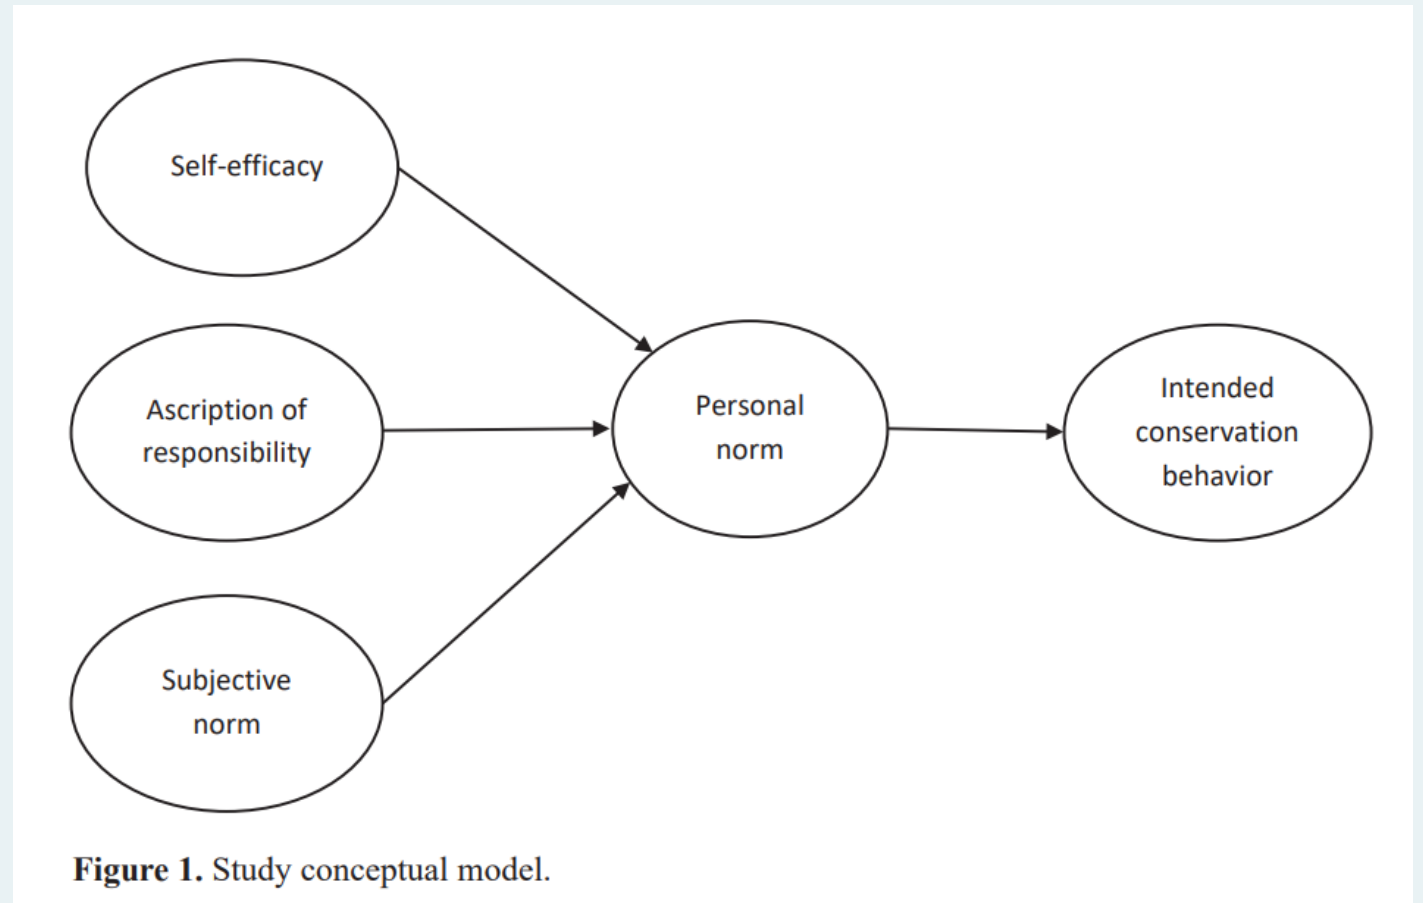 Self-efficacy
Ascription of
responsibility
Personal
norm
Intended
conservation
behavior
Subjective
norm
Figure 1. Study conceptual model.